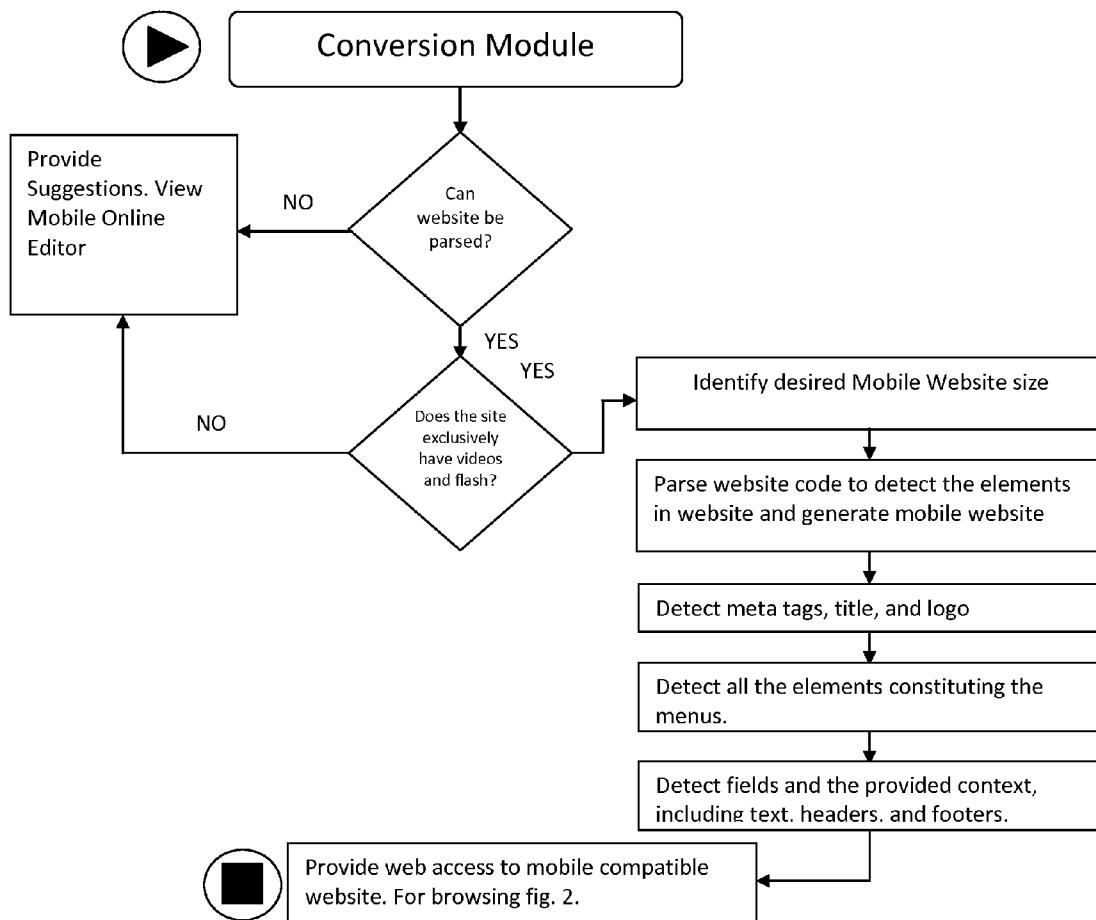 Conversion Module
Provide
Suggestions. View
Mobile Online
Editor
NO
Can
website be
parsed?
YES
YES
NO
Does the site
exclusively
have videos
and flash?
Identify desired Mobile Website size
Parse website code to detect the elements
in website and generate mobile website
Detect meta tags, title, and logo
Detect all the elements constituting the
menus.
Detect fields and the provided context,
including text, headers, and footers.
Provide web access to mobile compatible
website. For browsing fig. 2.